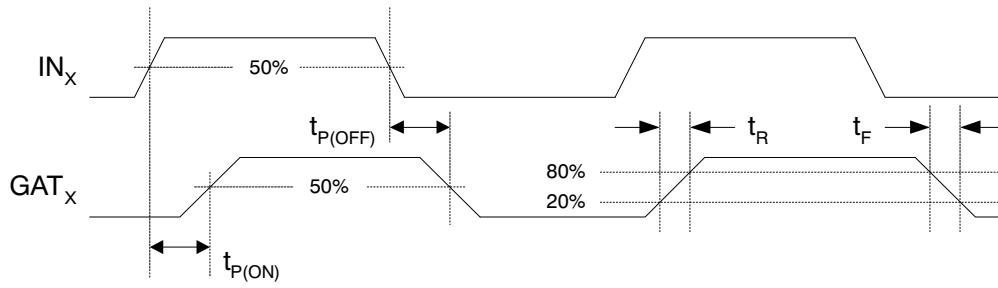 IN_X
50%
t_P(OFF)
t_R
t_F
GAT_X
50%
80%
20%
t_P(ON)